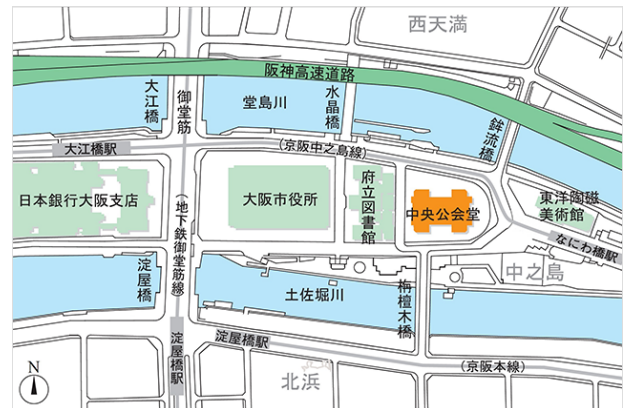 西天満
阪神高速道路
大江橋
御堂筋
堂島川
水晶橋
鉾流橋
大江橋駅
(京阪中之島線)
日本銀行大阪支店
(地下鉄御堂筋線)
大阪市役所
府立図書館
中央公会堂
東洋陶磁
美術館
なにわ橋駅
中之島
淀屋橋
土佐堀川
栴檀木橋
淀屋橋駅
淀屋橋駅
(京阪本線)
北浜
N